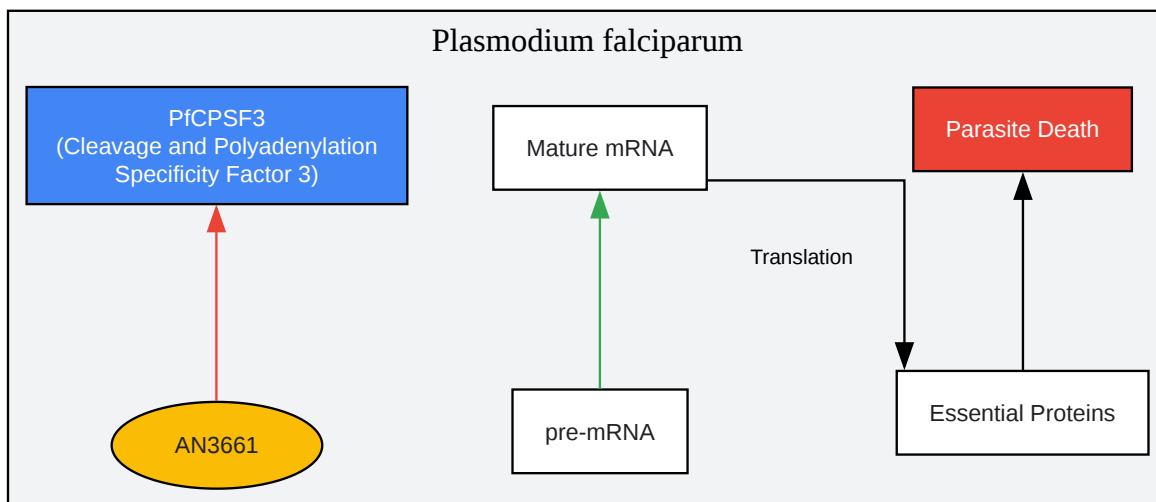 Plasmodium falciparum
PfCPSF3
(Cleavage and Polyadenylation
Specificity Factor 3)
Mature mRNA
Parasite Death
Translation
AN3661
pre-mRNA
Essential Proteins